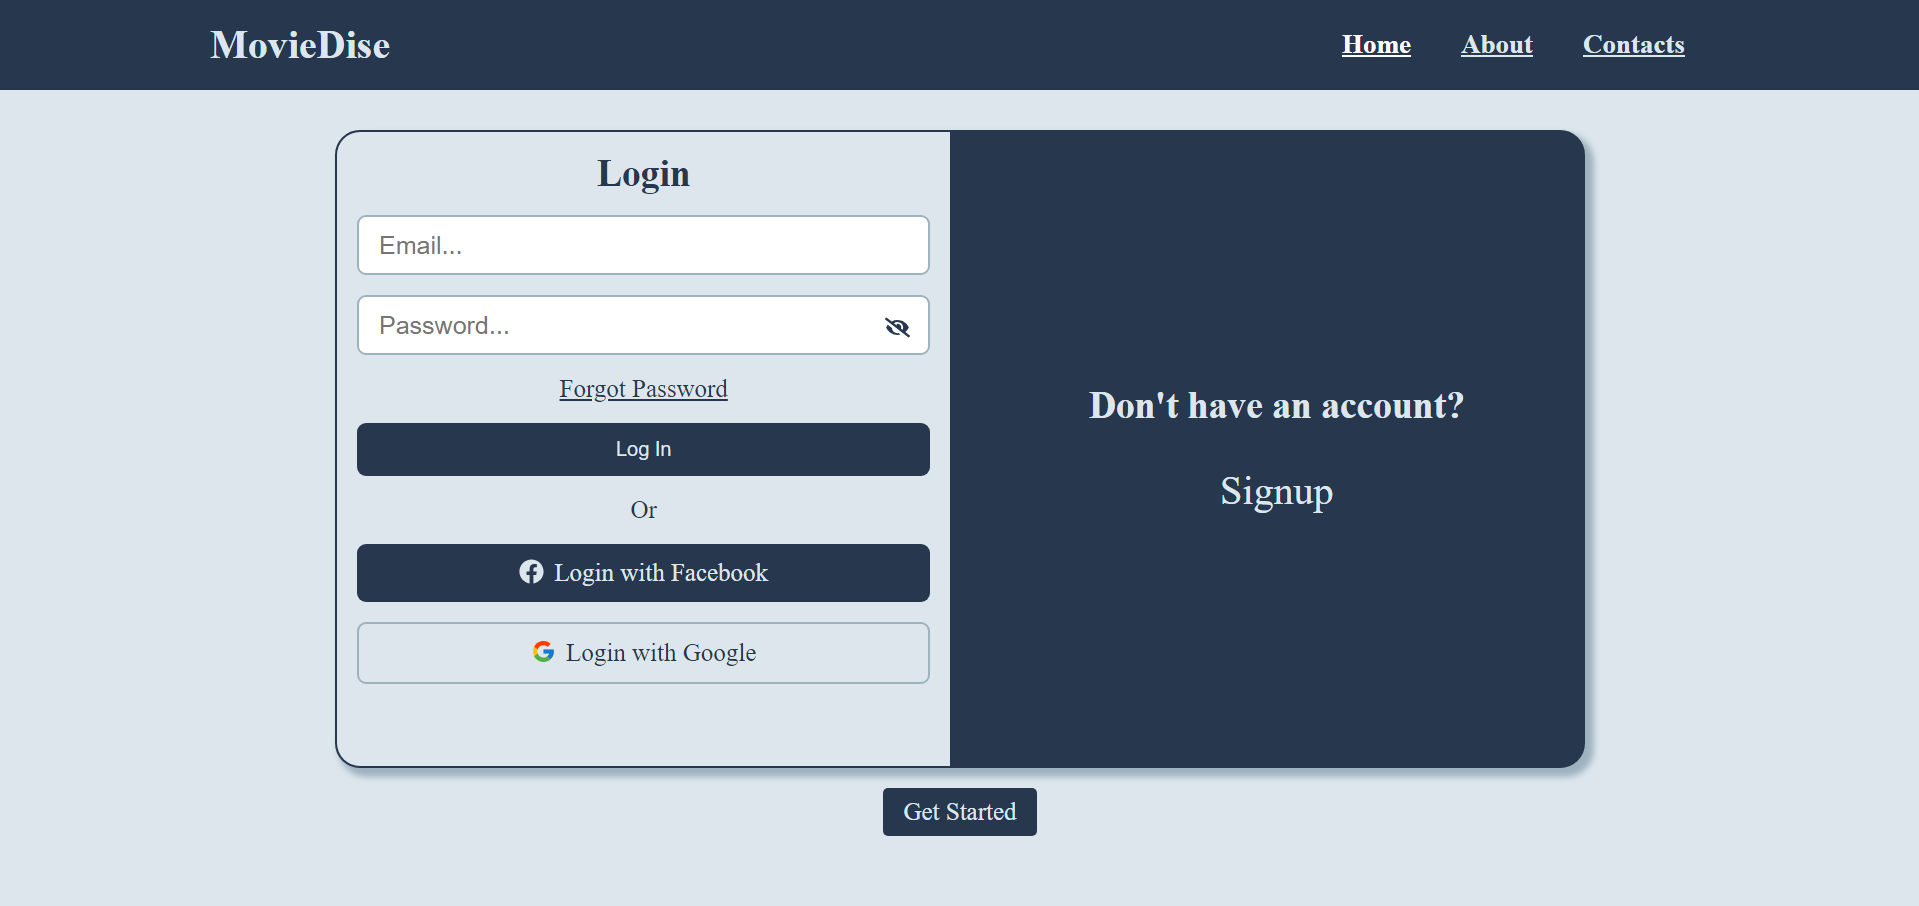 MovieDise
Home About Contacts
Login
Email...
Password...
Forgot Password
Log In
Or
Login with Facebook
Login with Google
Don't have an account?
Signup
Get Started